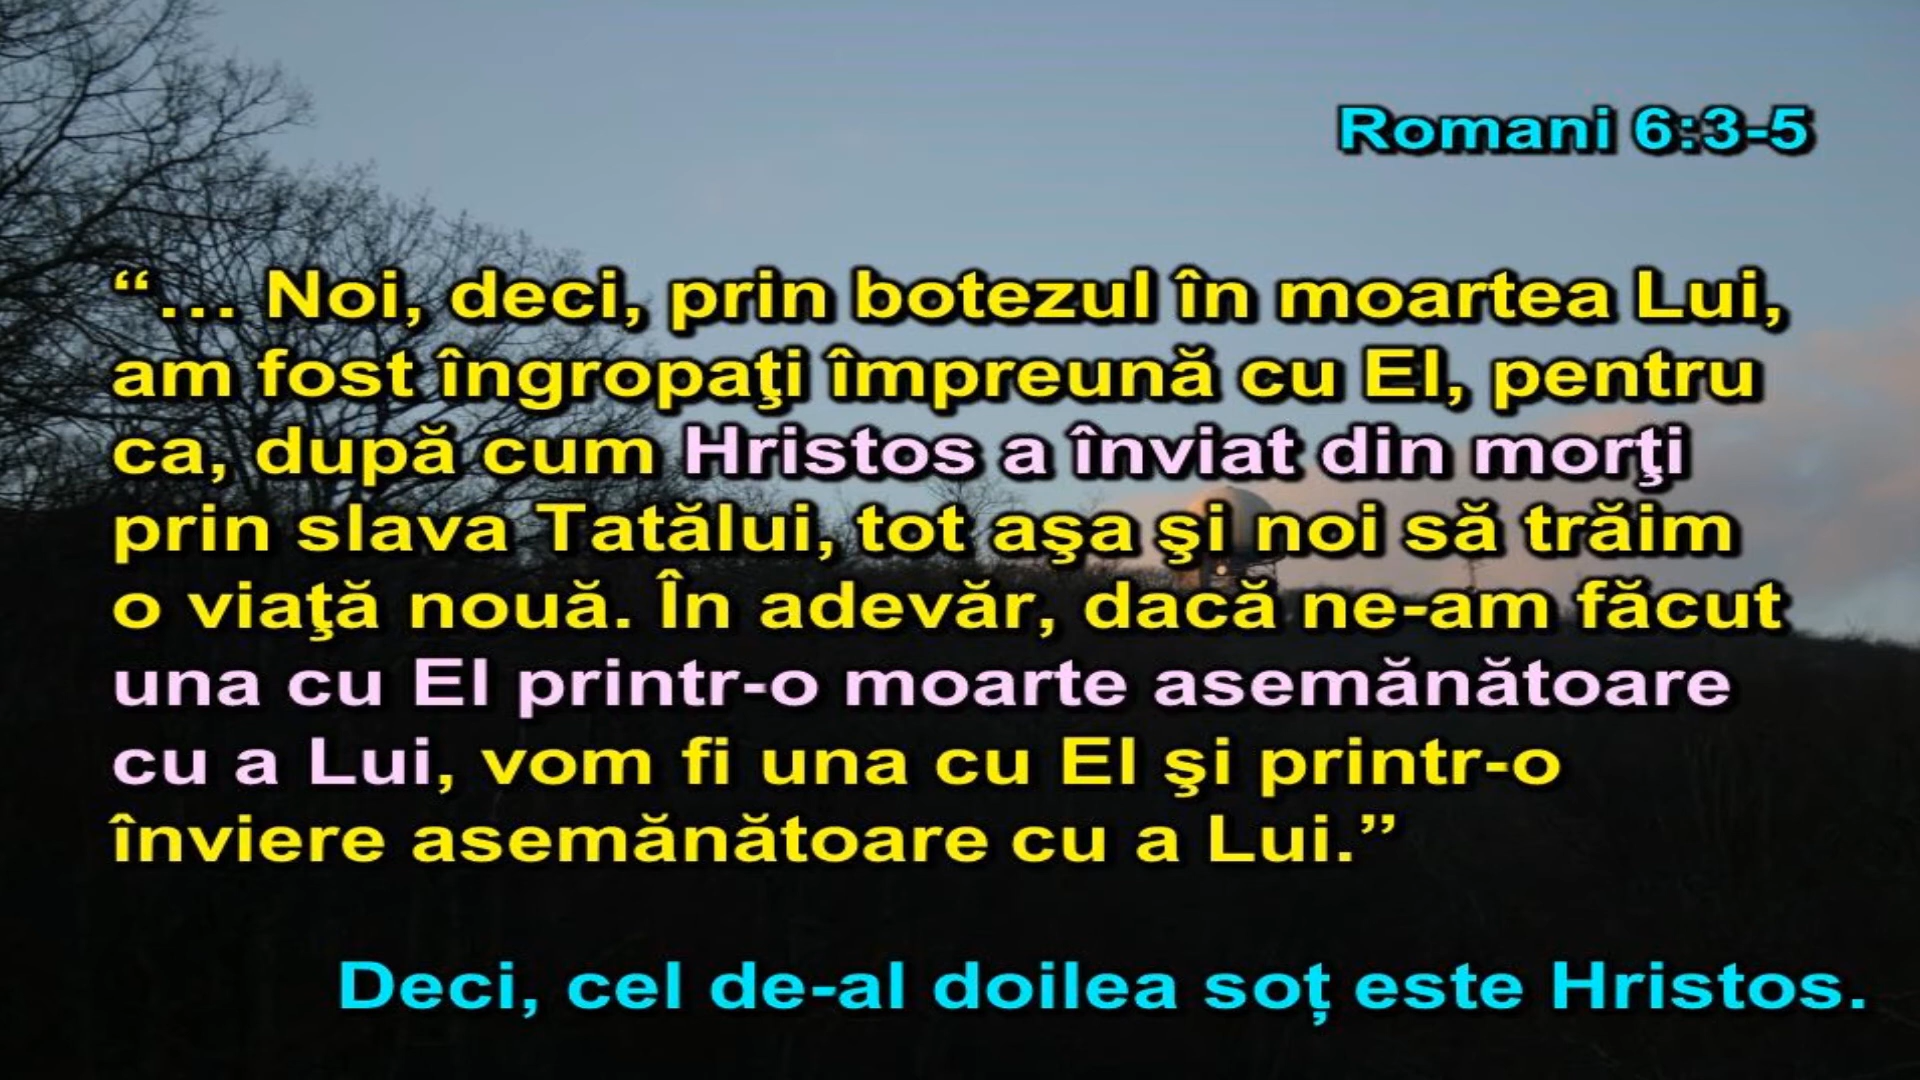 Romani 6:3-5
“... Noi, deci, prin botezul în moartea Lui,
am fost îngropaţi împreună cu El, pentru
ca, după cum Hristos a înviat din morţi
prin slava Tatălui, tot aşa şi noi să trăim
o viaţă nouă. În adevăr, dacă ne-am făcut
una cu El printr-o moarte asemănătoare
cu a Lui, vom fi una cu El şi printr-o
înviere asemănătoare cu a Lui.”
Deci, cel de-al doilea soț este Hristos.